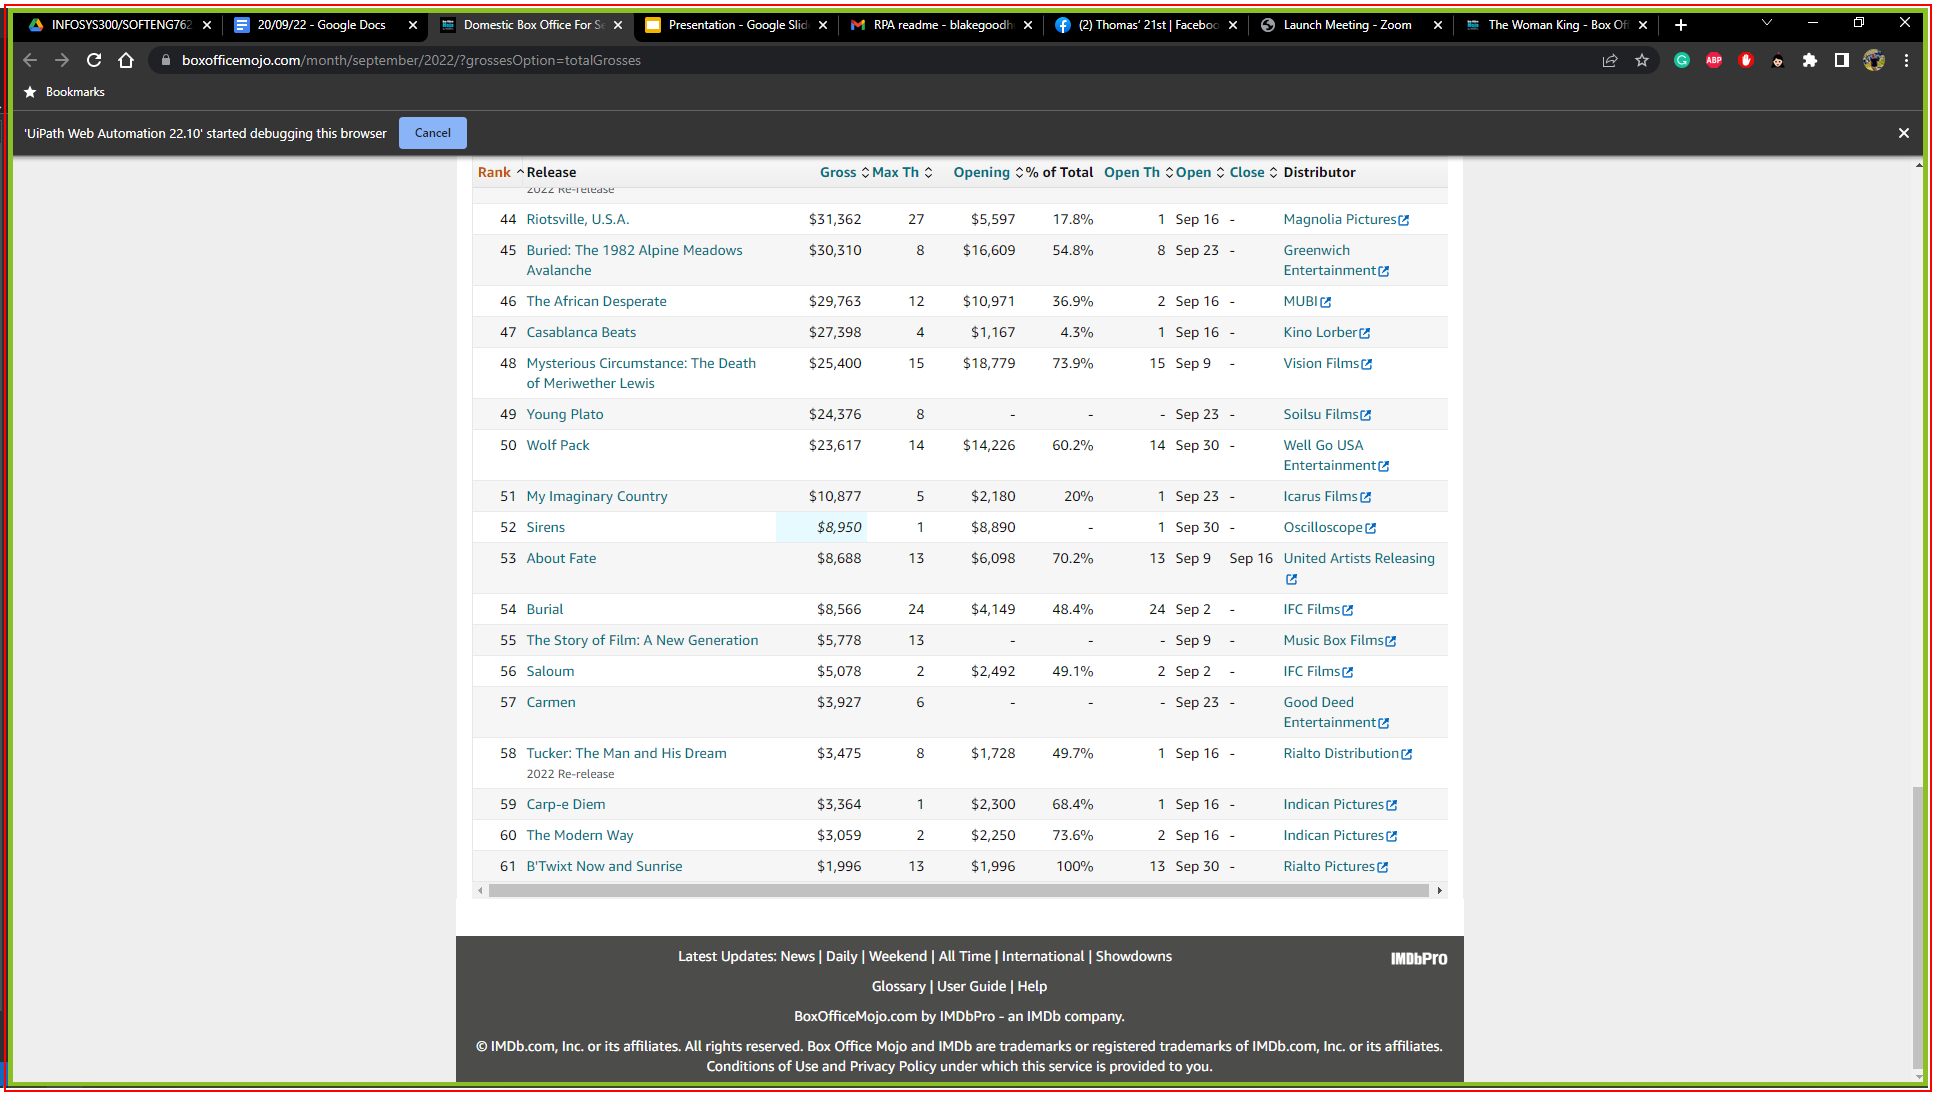 INFOSYS300/SOFTENG762
20/09/22 - Google Docs
Domestic Box Office For Se
Presentation - Google Slid
RPA readme - blakegoodh
(2) Thomas' 21st | Faceboo
Launch Meeting - Zoom
The Woman King - Box Off
boxofficemojo.com/month/september/2022/?grossesOption=totalGrosses
ABP
Bookmarks
'UiPath Web Automation 22.10' started debugging this browser Cancel
Rank Release Gross Max Th Opening % of Total Open Th Open Close Distributor
2022 Re-release
44 Riotsville, U.S.A. $31,362 27 $5,597 17.8% 1 Sep 16 - Magnolia Pictures
45 Buried: The 1982 Alpine Meadows $30,310 8 $16,609 54.8% 8 Sep 23 - Greenwich
Avalanche Entertainment
46 The African Desperate $29,763 12 $10,971 36.9% 2 Sep 16 - MUBI
47 Casablanca Beats $27,398 4 $1,167 4.3% 1 Sep 16 - Kino Lorber
48 Mysterious Circumstance: The Death $25,400 15 $18,779 73.9% 15 Sep 9 - Vision Films
of Meriwether Lewis
49 Young Plato $24,376 8 - - - Sep 23 - Soilsu Films
50 Wolf Pack $23,617 14 $14,226 60.2% 14 Sep 30 - Well Go USA
Entertainment
51 My Imaginary Country $10,877 5 $2,180 20% 1 Sep 23 - Icarus Films
52 Sirens $8,950 1 $8,890 - 1 Sep 30 - Oscilloscope
53 About Fate $8,688 13 $6,098 70.2% 13 Sep 9 Sep 16 United Artists Releasing
54 Burial $8,566 24 $4,149 48.4% 24 Sep 2 - IFC Films
55 The Story of Film: A New Generation $5,778 13 - - - Sep 9 - Music Box Films
56 Saloum $5,078 2 $2,492 49.1% 2 Sep 2 - IFC Films
57 Carmen $3,927 6 - - - Sep 23 - Good Deed
Entertainment
58 Tucker: The Man and His Dream $3,475 8 $1,728 49.7% 1 Sep 16 - Rialto Distribution
2022 Re-release
59 Carp-e Diem $3,364 1 $2,300 68.4% 1 Sep 16 - Indican Pictures
60 The Modern Way $3,059 2 $2,250 73.6% 2 Sep 16 - Indican Pictures
61 B'Twixt Now and Sunrise $1,996 13 $1,996 100% 13 Sep 30 - Rialto Pictures
Latest Updates: News | Daily | Weekend | All Time | International | Showdowns
IMDbPro
Glossary | User Guide | Help
BoxOfficeMojo.com by IMDbPro - an IMDb company.
© IMDb.com, Inc. or its affiliates. All rights reserved. Box Office Mojo and IMDb are trademarks or registered trademarks of IMDb.com, Inc. or its affiliates.
Conditions of Use and Privacy Policy under which this service is provided to you.